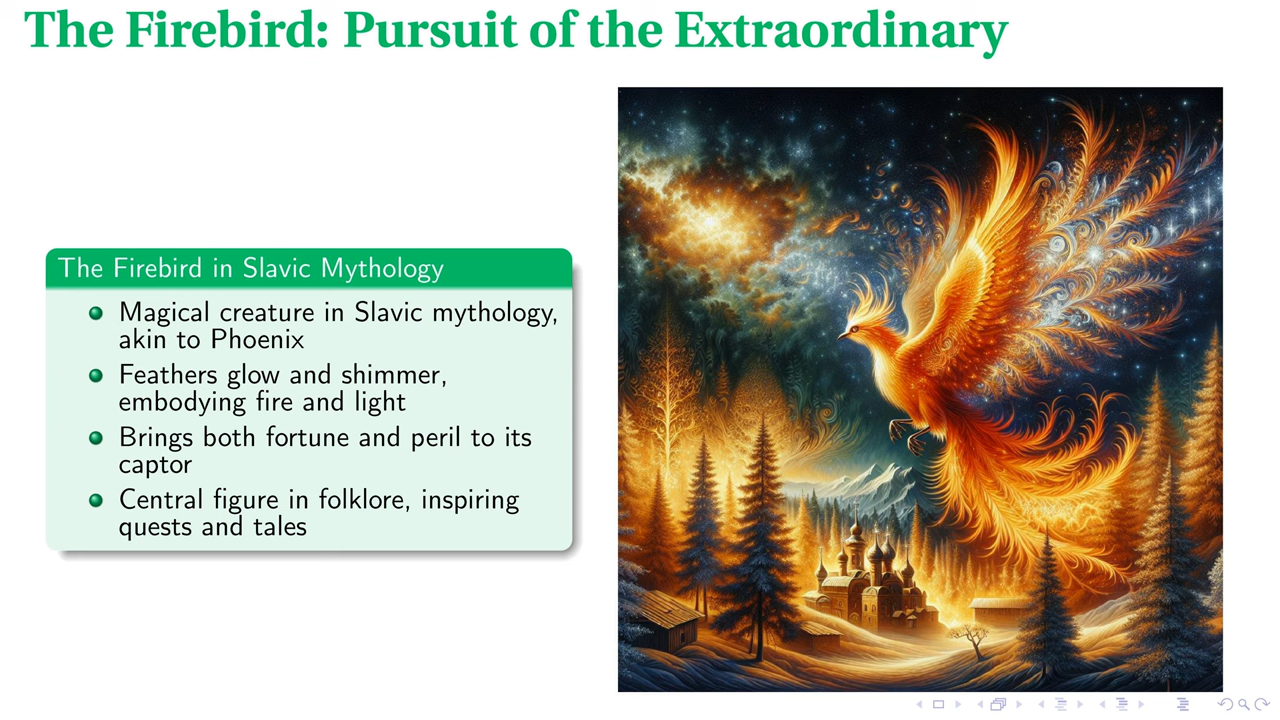 The Firebird: Pursuit of the Extraordinary
The Firebird in Slavic Mythology
Magical creature in Slavic mythology,
akin to Phoenix
Feathers glow and shimmer,
embodying fire and light
Brings both fortune and peril to its
captor
Central figure in folklore, inspiring
quests and tales